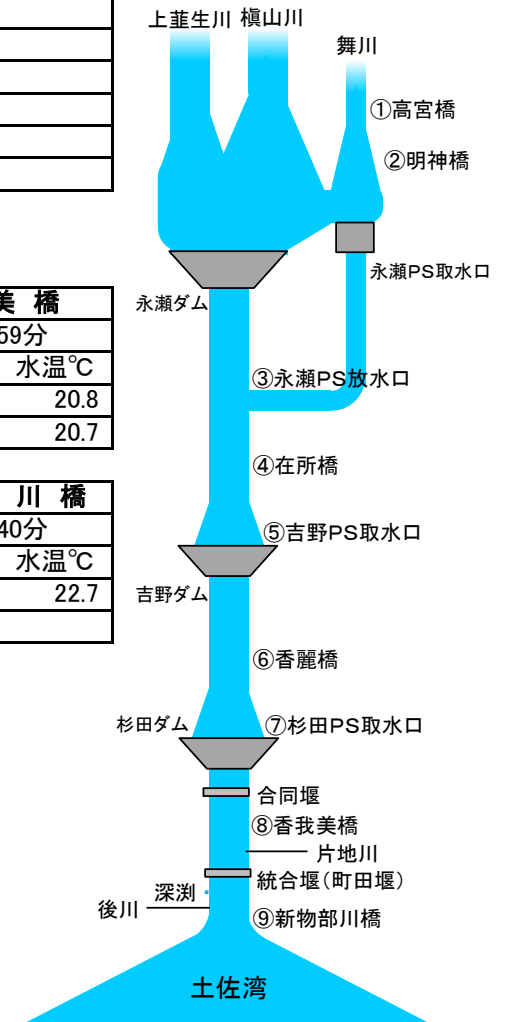 上韮生川 槇山川
舞川
①高宮橋
②明神橋
永瀬PS取水口
永瀬ダム
美 橋
59分
水温℃
20.8
20.7
③永瀬PS放水口
④在所橋
川 橋
40分
水温℃
22.7
⑤吉野PS取水口
吉野ダム
⑥香麗橋
杉田ダム
⑦杉田PS取水口
合同堰
⑧香我美橋
片地川
統合堰(町田堰)
深渕
後川
⑨新物部川橋
土佐湾